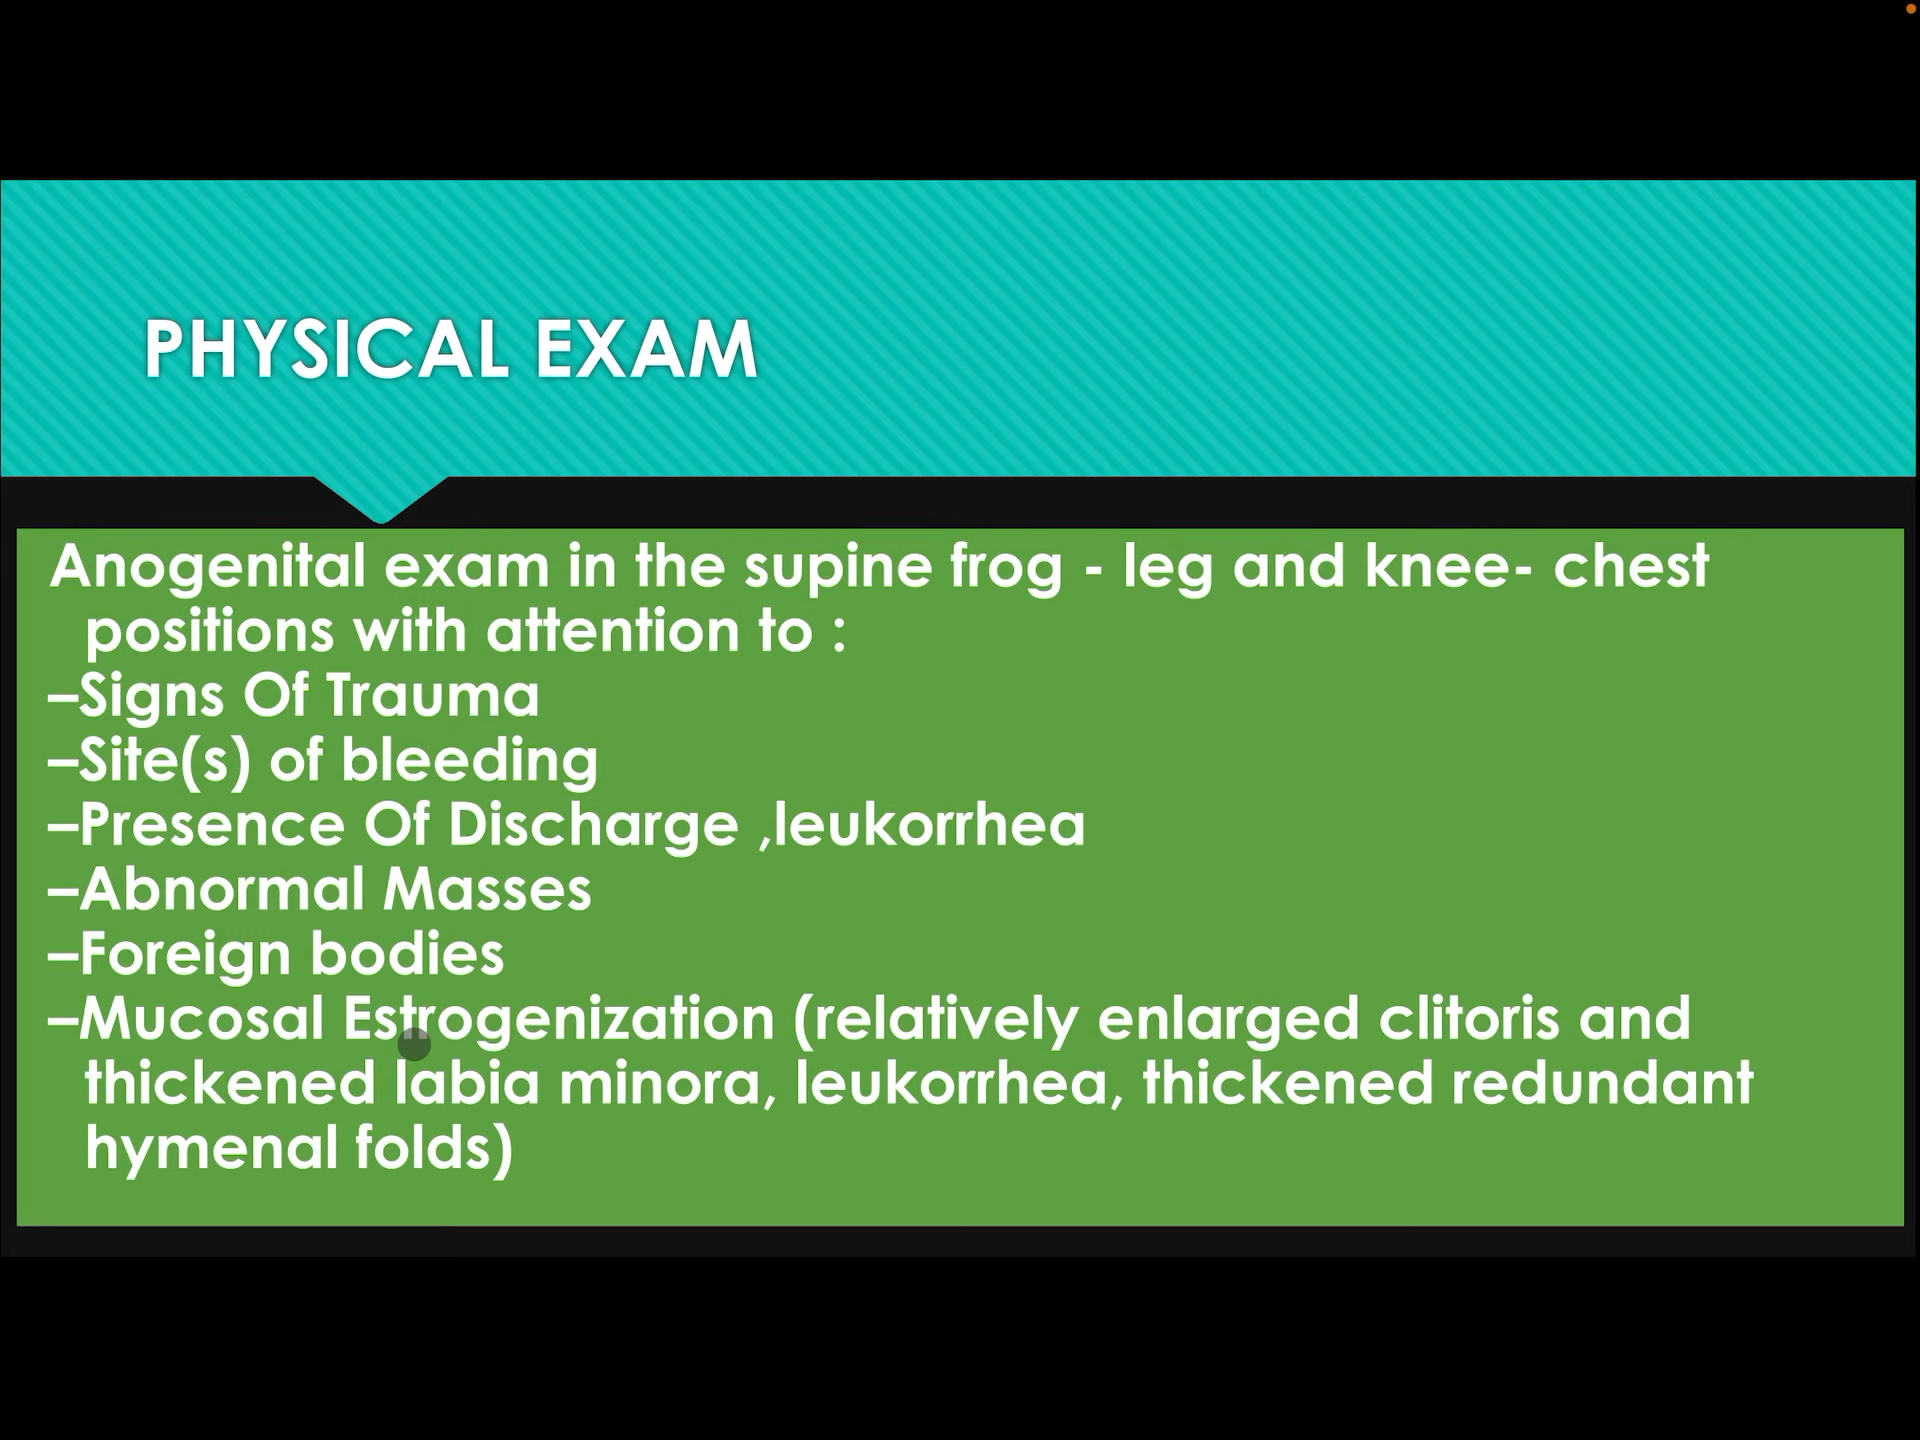 PHYSICAL EXAM
Anogenital exam in the supine frog - leg and knee- chest
positions with attention to :
–Signs Of Trauma
–Site(s) of bleeding
–Presence Of Discharge ,leukorrhea
–Abnormal Masses
–Foreign bodies
–Mucosal Estrogenization (relatively enlarged clitoris and
thickened labia minora, leukorrhea, thickened redundant
hymenal folds)